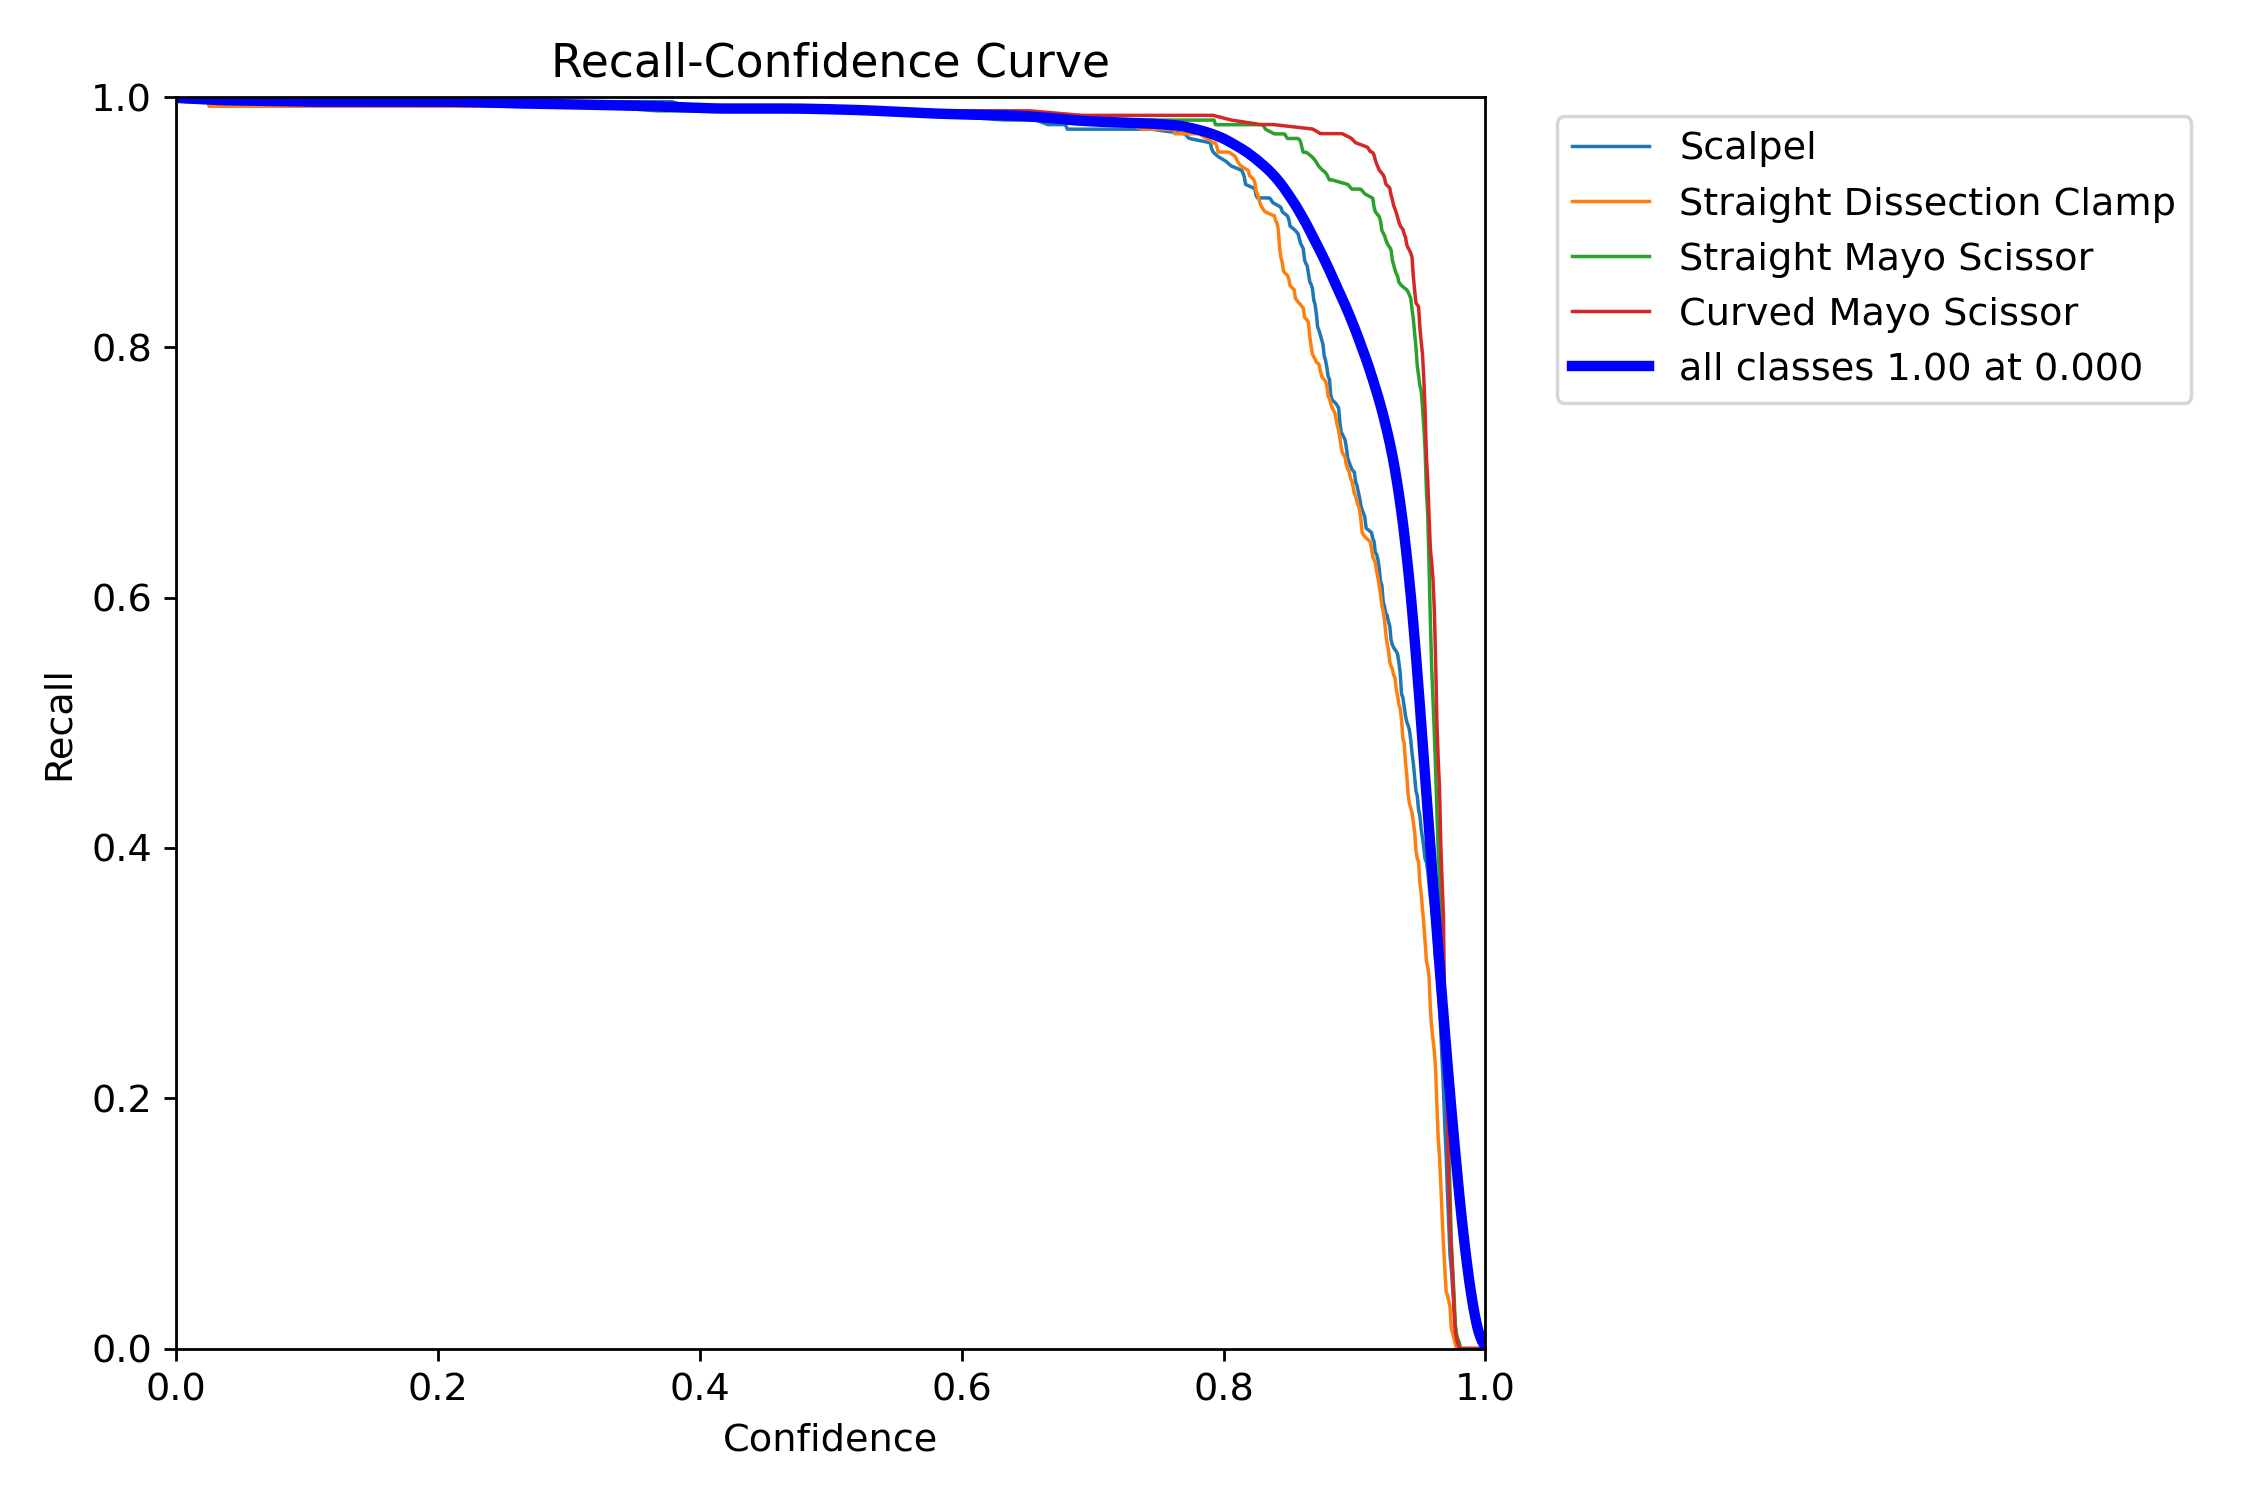 Recall-Confidence Curve
1.0
0.8
0.6
0.4
0.2
0.0
Recall
0.0 0.2 0.4 0.6 0.8 1.0
Confidence
Scalpel
Straight Dissection Clamp
Straight Mayo Scissor
Curved Mayo Scissor
all classes 1.00 at 0.000